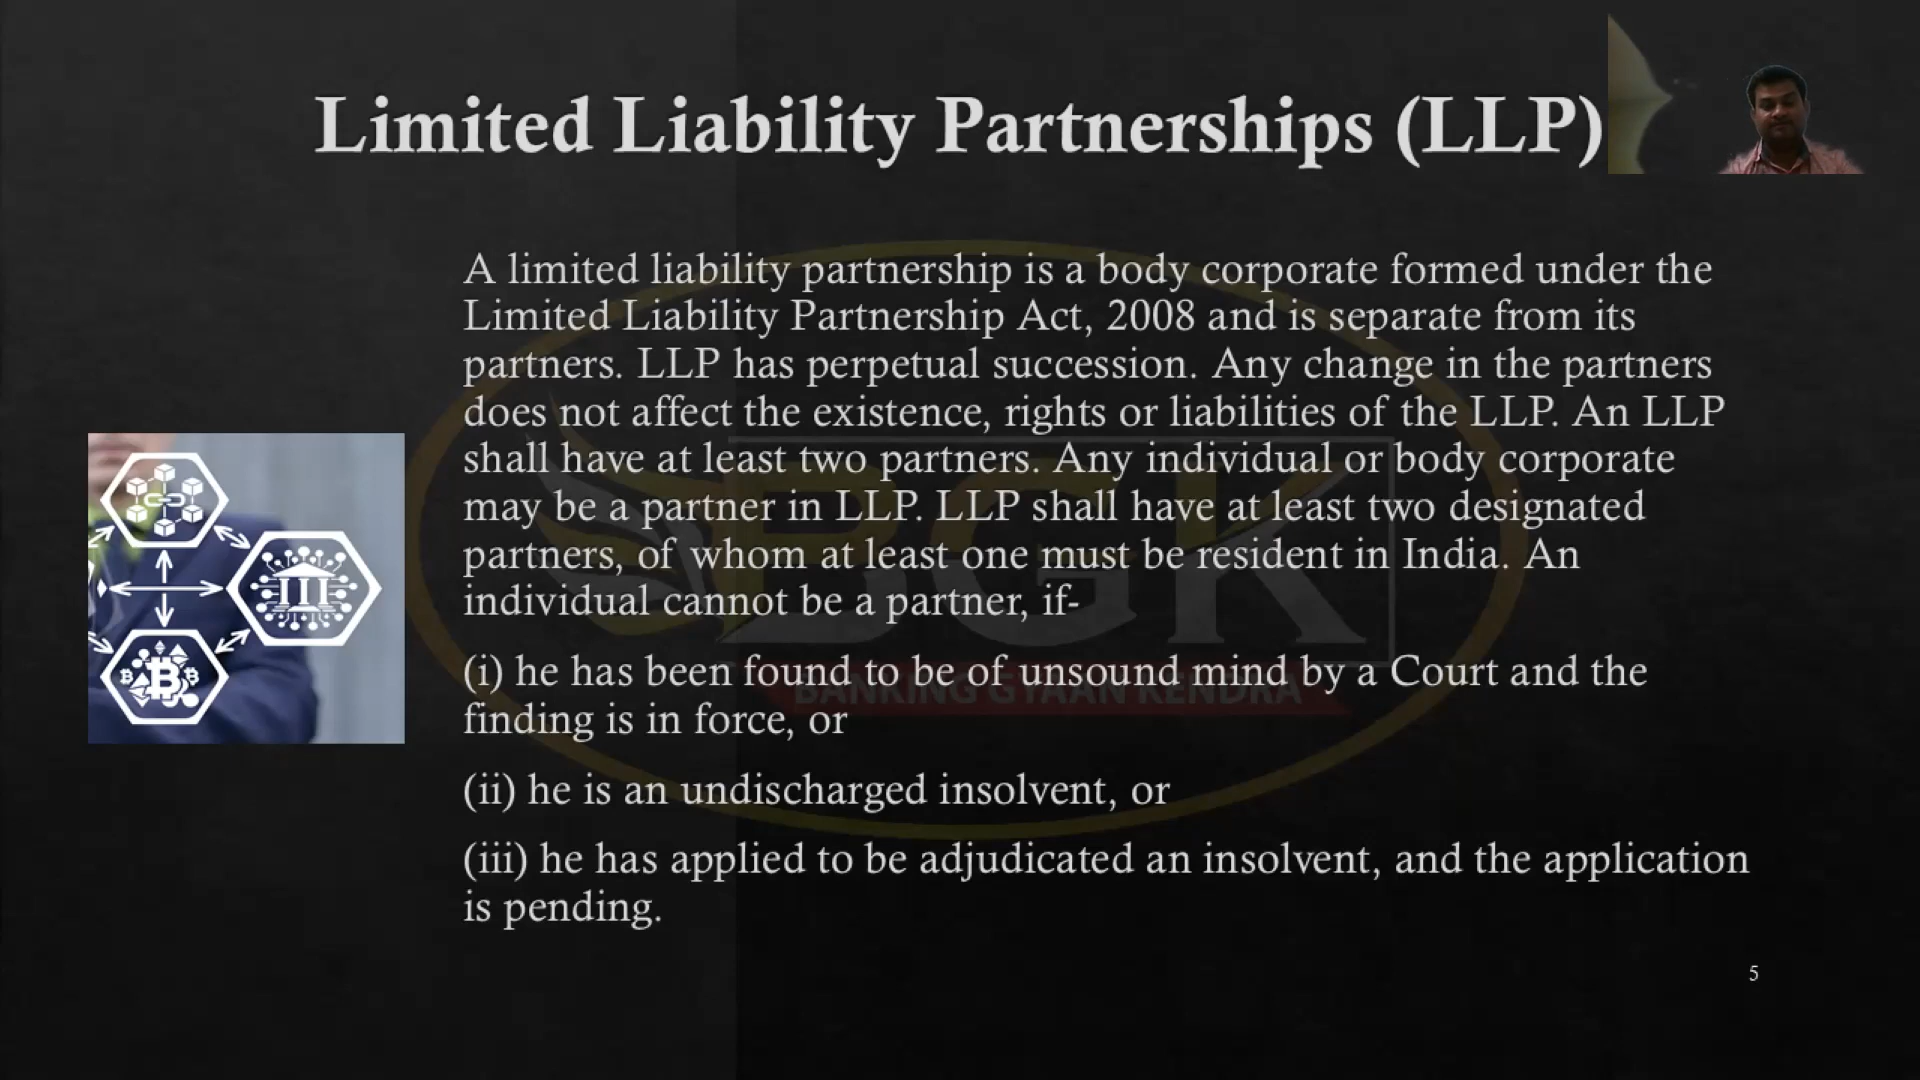 Limited Liability Partnerships (LLP)
A limited liability partnership is a body corporate formed under the
Limited Liability Partnership Act, 2008 and is separate from its
partners. LLP has perpetual succession. Any change in the partners
does not affect the existence, rights or liabilities of the LLP. An LLP
shall have at least two partners. Any individual or body corporate
may be a partner in LLP. LLP shall have at least two designated
partners, of whom at least one must be resident in India. An
individual cannot be a partner, if-
(i) he has been found to be of unsound mind by a Court and the
finding is in force, or
(ii) he is an undischarged insolvent, or
(iii) he has applied to be adjudicated an insolvent, and the application
is pending.
BGK
BANKING GYAAN KENDRA
5